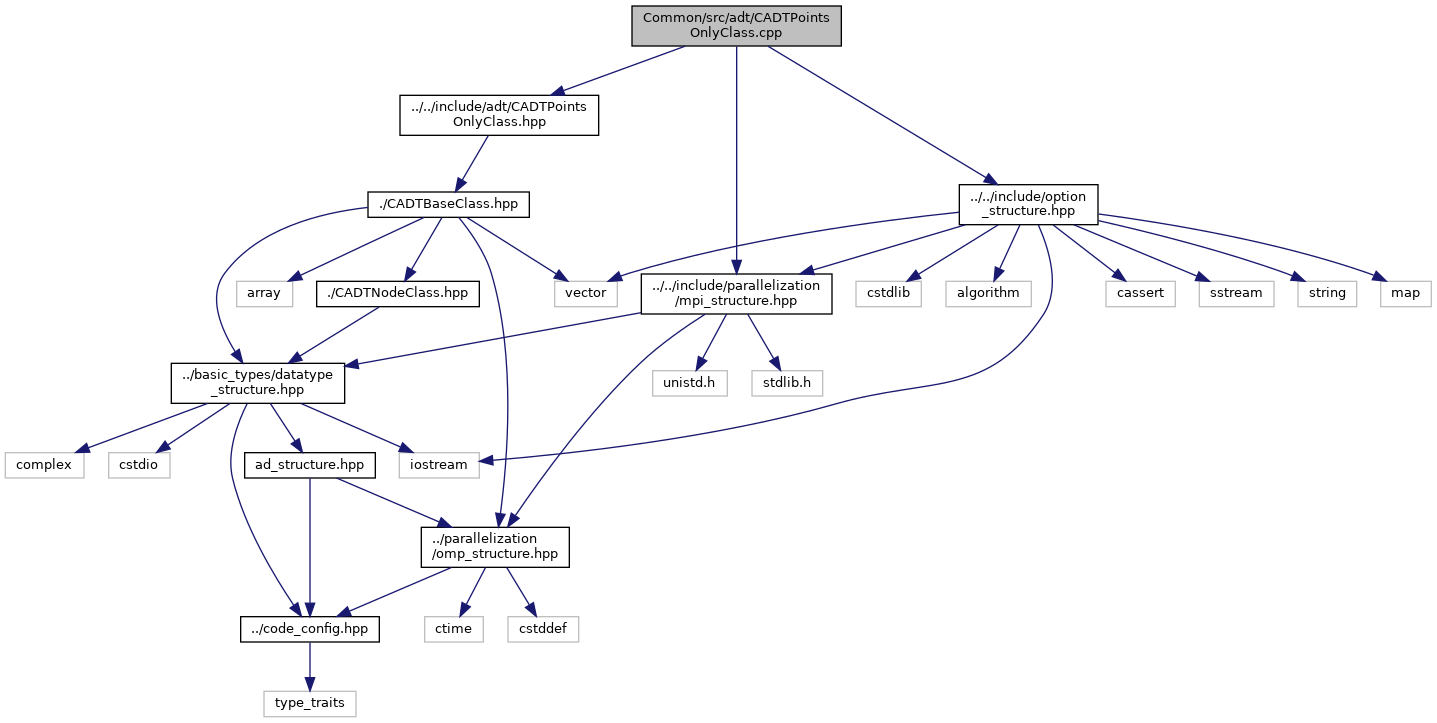 Common/src/adt/CADTPoints
OnlyClass.cpp
../../include/adt/CADTPoints
OnlyClass.hpp
./CADTBaseClass.hpp
../../include/option
_structure.hpp
array
./CADTNodeClass.hpp
vector
../../include/parallelization
/mpi_structure.hpp
cstdlib
algorithm
cassert
sstream
string
map
../basic_types/datatype
_structure.hpp
unistd.h
stdlib.h
complex
cstdio
ad_structure.hpp
iostream
../parallelization
/omp_structure.hpp
../code_config.hpp
ctime
cstddef
type_traits